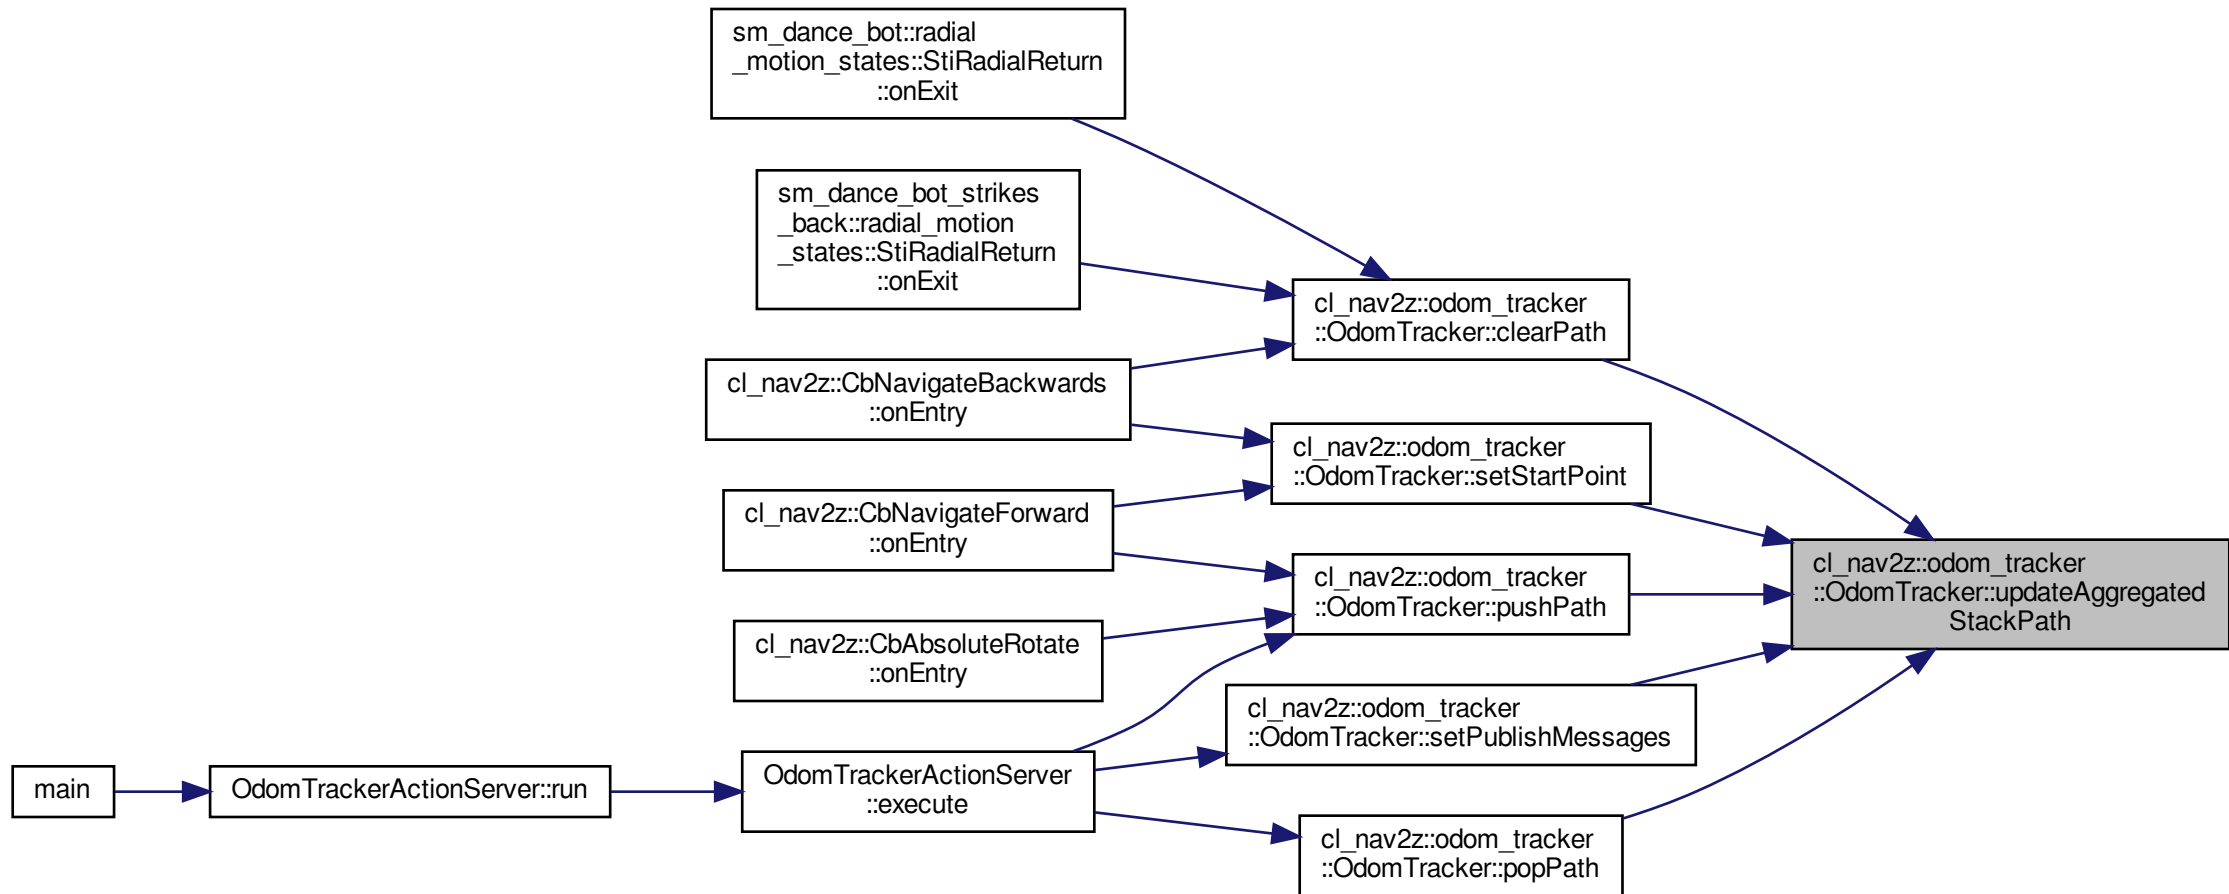 sm_dance_bot::radial
_motion_states::StiRadialReturn
::onExit
sm_dance_bot_strikes
_back::radial_motion
_states::StiRadialReturn
::onExit
cl_nav2z::CbNavigateBackwards
::onEntry
cl_nav2z::CbNavigateForward
::onEntry
cl_nav2z::CbAbsoluteRotate
::onEntry
main
OdomTrackerActionServer::run
OdomTrackerActionServer
::execute
cl_nav2z::odom_tracker
::OdomTracker::clearPath
cl_nav2z::odom_tracker
::OdomTracker::setStartPoint
cl_nav2z::odom_tracker
::OdomTracker::pushPath
cl_nav2z::odom_tracker
::OdomTracker::setPublishMessages
cl_nav2z::odom_tracker
::OdomTracker::popPath
cl_nav2z::odom_tracker
::OdomTracker::updateAggregated
StackPath